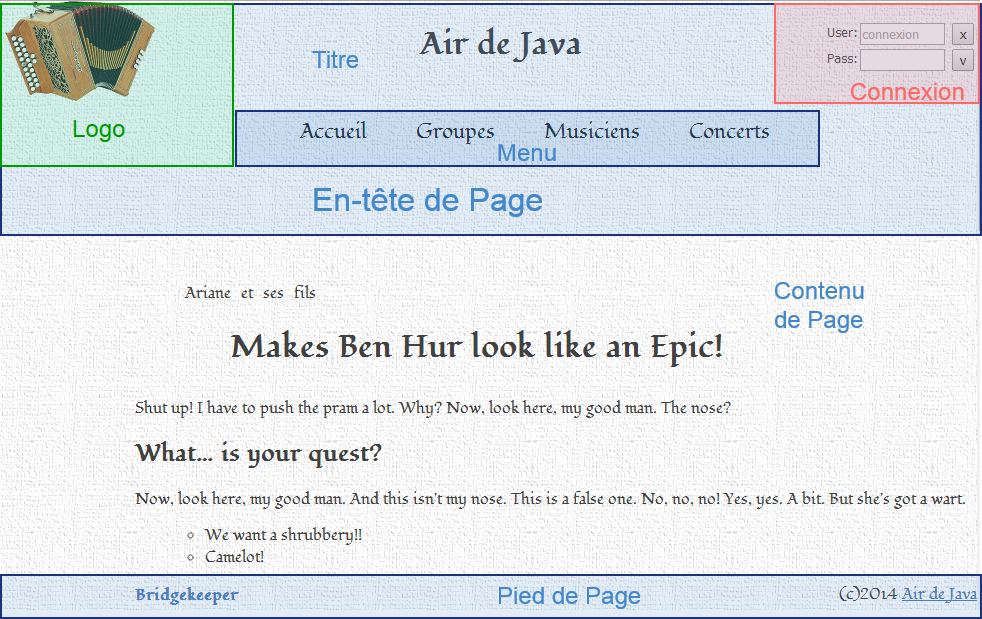 Air de Java
Titre
User: connexion x
Pass: v
Connexion
Logo
Accueil Groupes Musiciens Concerts
Menu
En-tête de Page
Ariane et ses fils
Contenu
de Page
Makes Ben Hur look like an Epic!
Shut up! I have to push the pram a lot. Why? Now, look here, my good man. The nose?
What... is your quest?
Now, look here, my good man. And this isn't my nose. This is a false one. No, no, no! Yes, yes. A bit. But she's got a wart.
We want a shrubbery!!
Camelot!
Bridgekeeper Pied de Page (c)2014 Air de Java